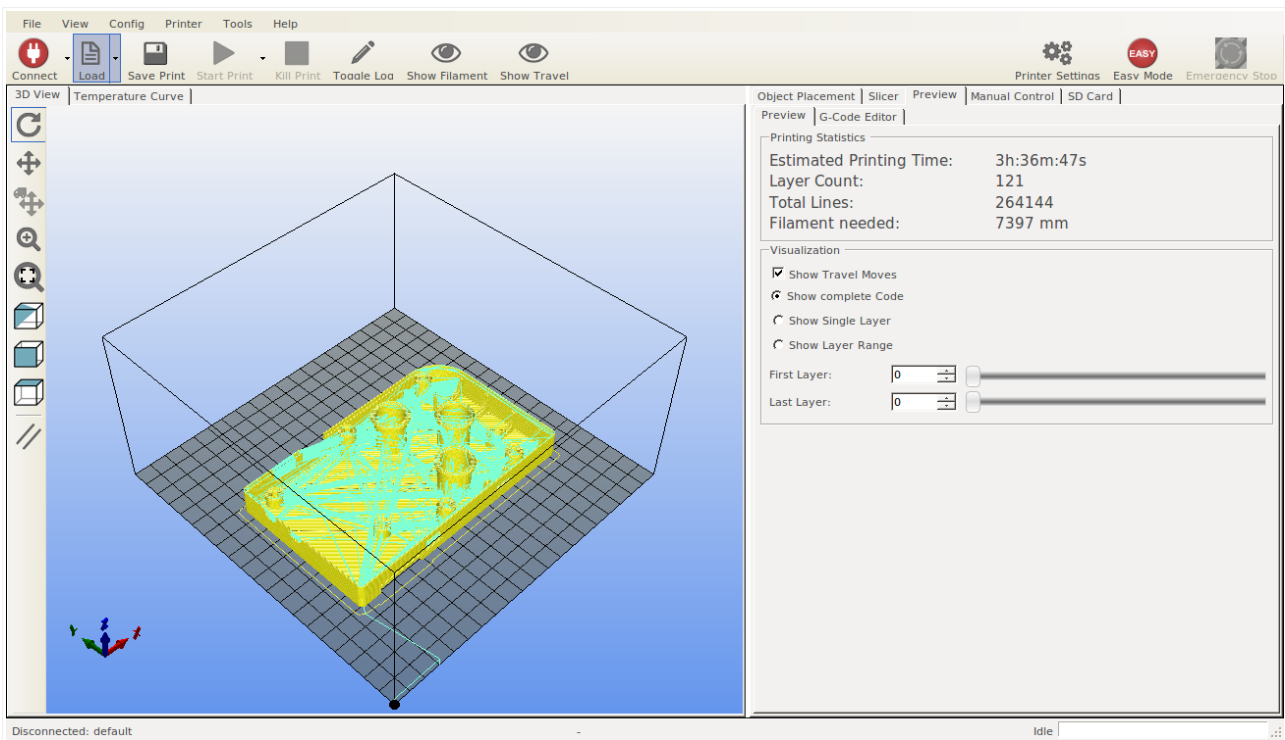 File View Config Printer Tools Help
Connect Load Save Print Start Print Kill Print Toggle Log Show Filament Show Travel Printer Settings Easy Mode Emergency Stop
EASY
3D View Temperature Curve
Object Placement Slicer Preview Manual Control SD Card
Preview G-Code Editor
Printing Statistics
Estimated Printing Time: 3h:36m:47s
Layer Count: 121
Total Lines: 264144
Filament needed: 7397 mm
Visualization
Show Travel Moves
Show complete Code
Show Single Layer
Show Layer Range
First Layer: 0
Last Layer: 0
Y Z X
Disconnected: default - Idle